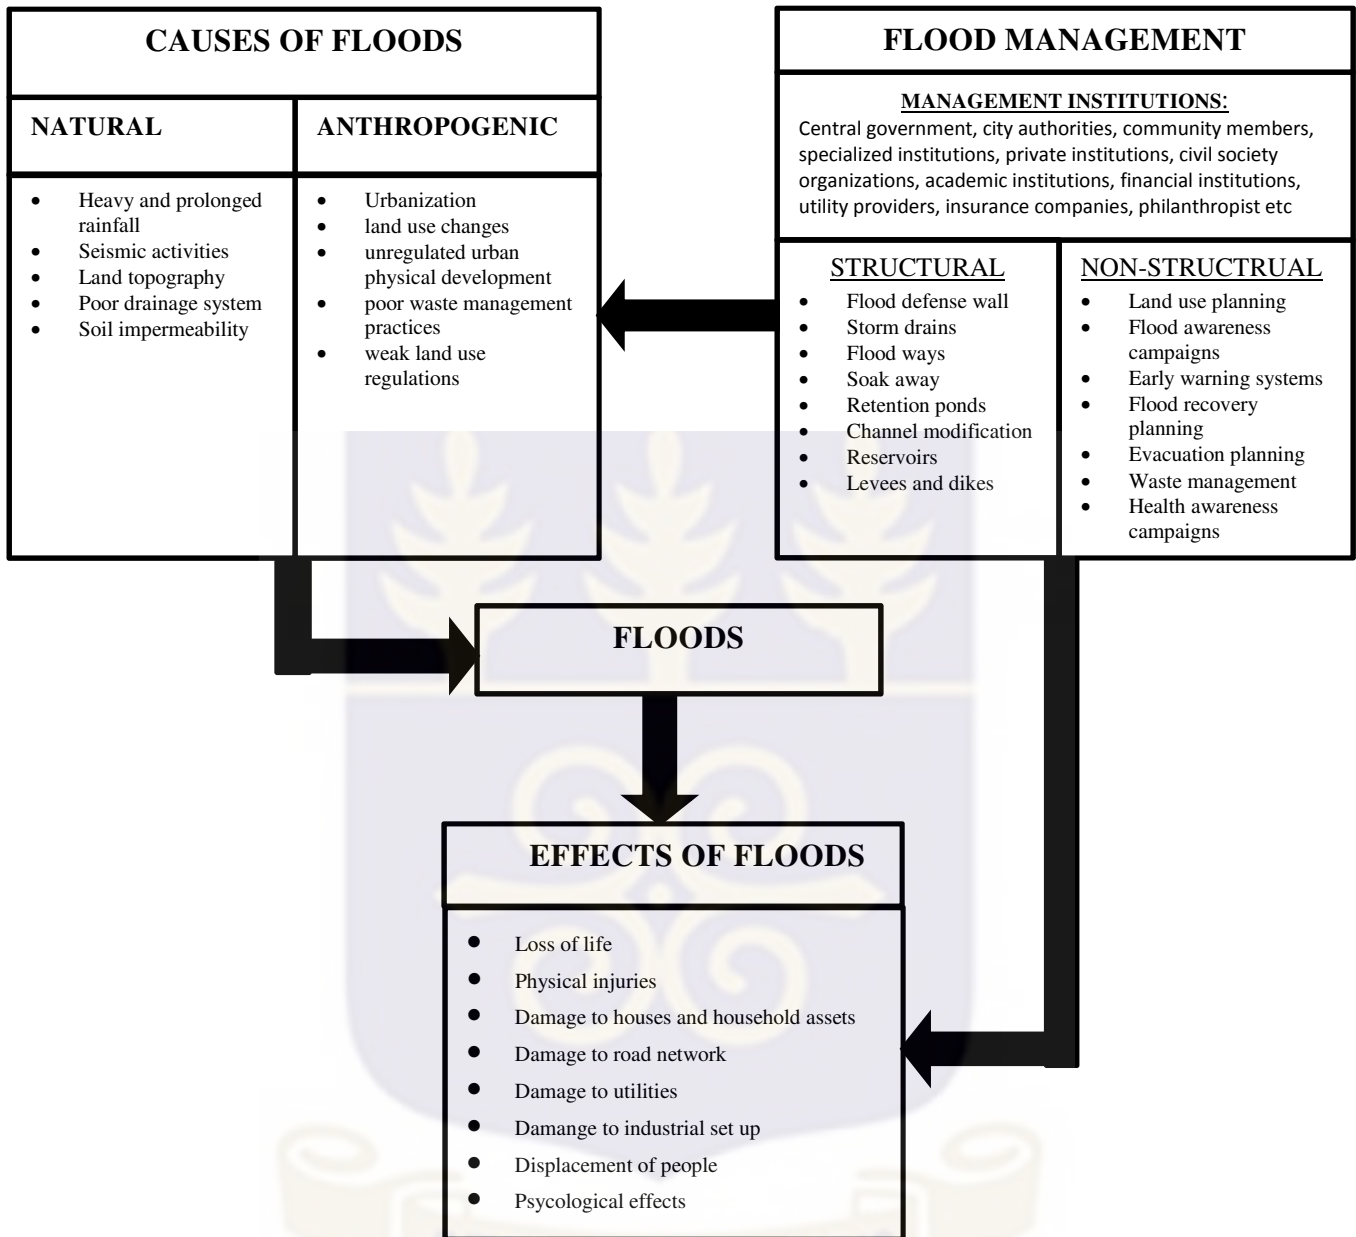 CAUSES OF FLOODS
NATURAL
• Heavy and prolonged
rainfall
• Seismic activities
• Land topography
• Poor drainage system
• Soil impermeability
ANTHROPOGENIC
• Urbanization
• land use changes
• unregulated urban
physical development
• poor waste management
practices
• weak land use
regulations
FLOOD MANAGEMENT
MANAGEMENT INSTITUTIONS:
Central government, city authorities, community members,
specialized institutions, private institutions, civil society
organizations, academic institutions, financial institutions,
utility providers, insurance companies, philanthropist etc
STRUCTURAL
• Flood defense wall
• Storm drains
• Flood ways
• Soak away
• Retention ponds
• Channel modification
• Reservoirs
• Levees and dikes
NON-STRUCTRUAL
• Land use planning
• Flood awareness
campaigns
• Early warning systems
• Flood recovery
planning
• Evacuation planning
• Waste management
• Health awareness
campaigns
FLOODS
EFFECTS OF FLOODS
• Loss of life
• Physical injuries
• Damage to houses and household assets
• Damage to road network
• Damage to utilities
• Damange to industrial set up
• Displacement of people
• Psycological effects